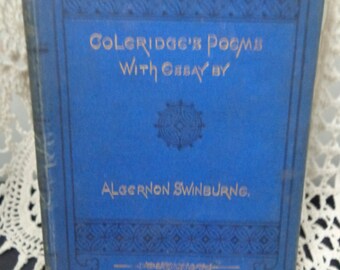 COLERIDGE'S POEMS
WITH ESSAY BY
ALGERNON SWINBURNE.